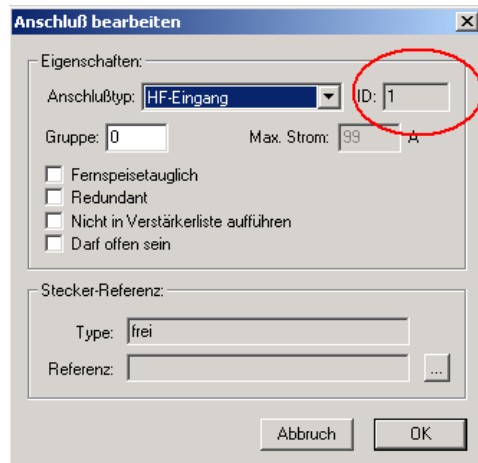 Anschluß bearbeiten
Eigenschaften:
Anschlußtyp: HF-Eingang ID: 1
Gruppe: 0 Max. Strom: 99 A
Fernspeisetauglich
Redundant
Nicht in Verstärkerliste aufführen
Darf offen sein
Stecker-Referenz:
Type: frei
Referenz: ...
Abbruch OK